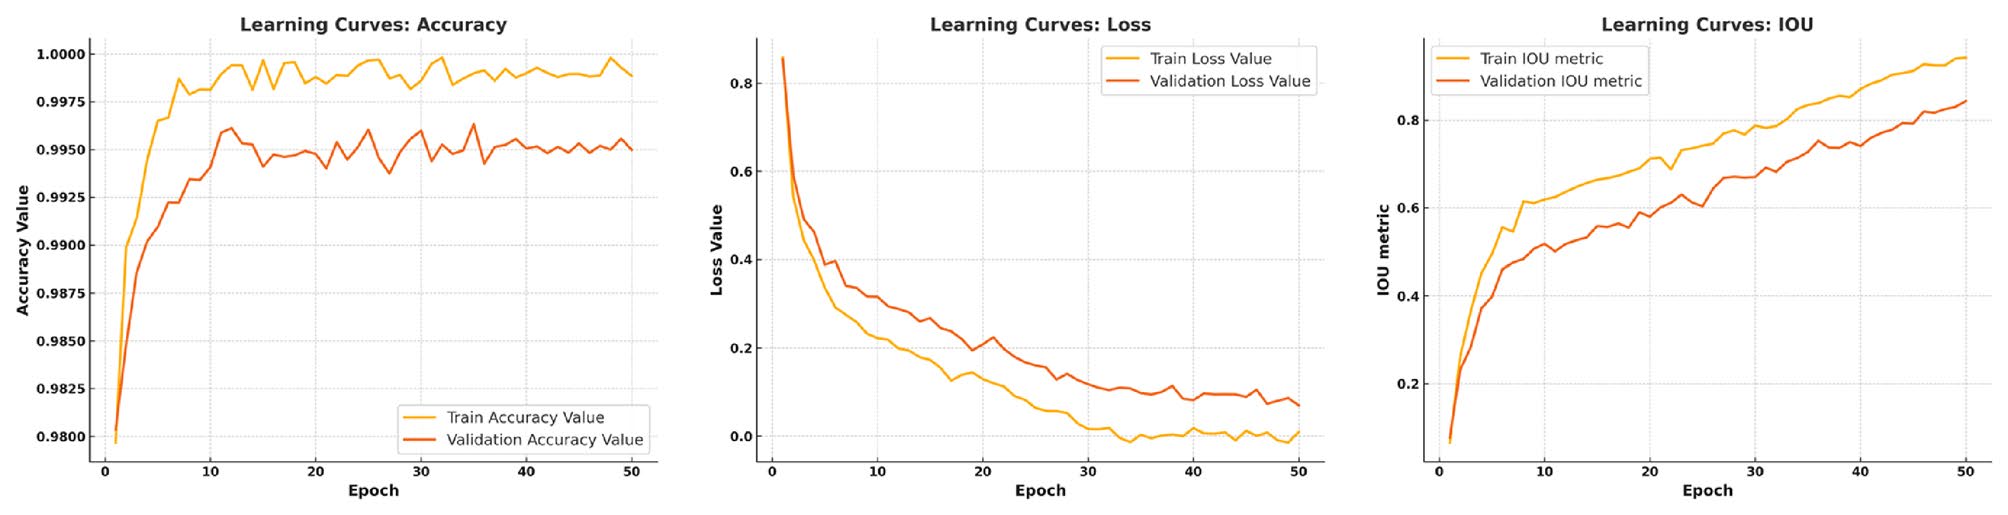 Learning Curves: Accuracy
1.0000
0.9975
0.9950
0.9925
0.9900
0.9875
0.9850
0.9825
0.9800
Accuracy Value
Train Accuracy Value
Validation Accuracy Value
0 10 20 30 40 50
Epoch
Learning Curves: Loss
Train Loss Value
Validation Loss Value
0.8
0.6
0.4
0.2
0.0
Loss Value
0 10 20 30 40 50
Epoch
Learning Curves: IOU
Train IOU metric
Validation IOU metric
0.8
0.6
0.4
0.2
IOU metric
0 10 20 30 40 50
Epoch